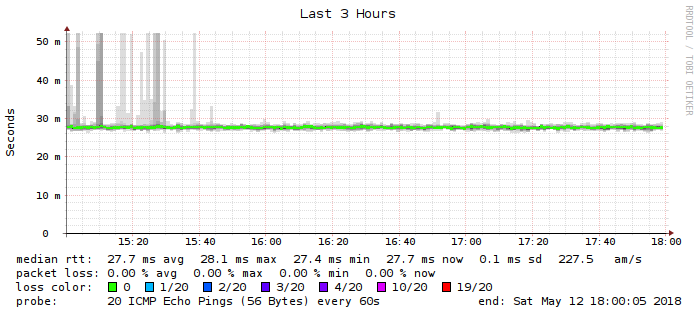 Last 3 Hours
RRDTOOL / TOBI OETIKER
Seconds
50 m
40 m
30 m
20 m
10 m
0
15:20 15:40 16:00 16:20 16:40 17:00 17:20 17:40 18:00
median rtt: 27.7 ms avg 28.1 ms max 27.4 ms min 27.7 ms now 0.1 ms sd 227.5 am/s
packet loss: 0.00 % avg 0.00 % max 0.00 % min 0.00 % now
loss color: 0 1/20 2/20 3/20 4/20 10/20 19/20
probe: 20 ICMP Echo Pings (56 Bytes) every 60s end: Sat May 12 18:00:05 2018